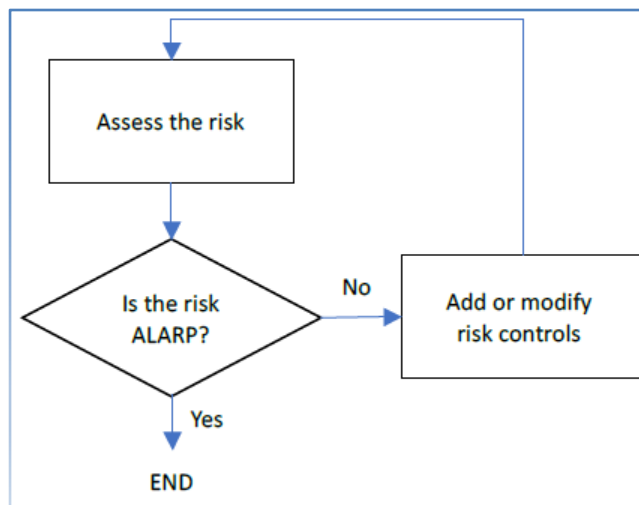 Assess the risk
Is the risk
ALARP?
No
Add or modify
risk controls
Yes
END